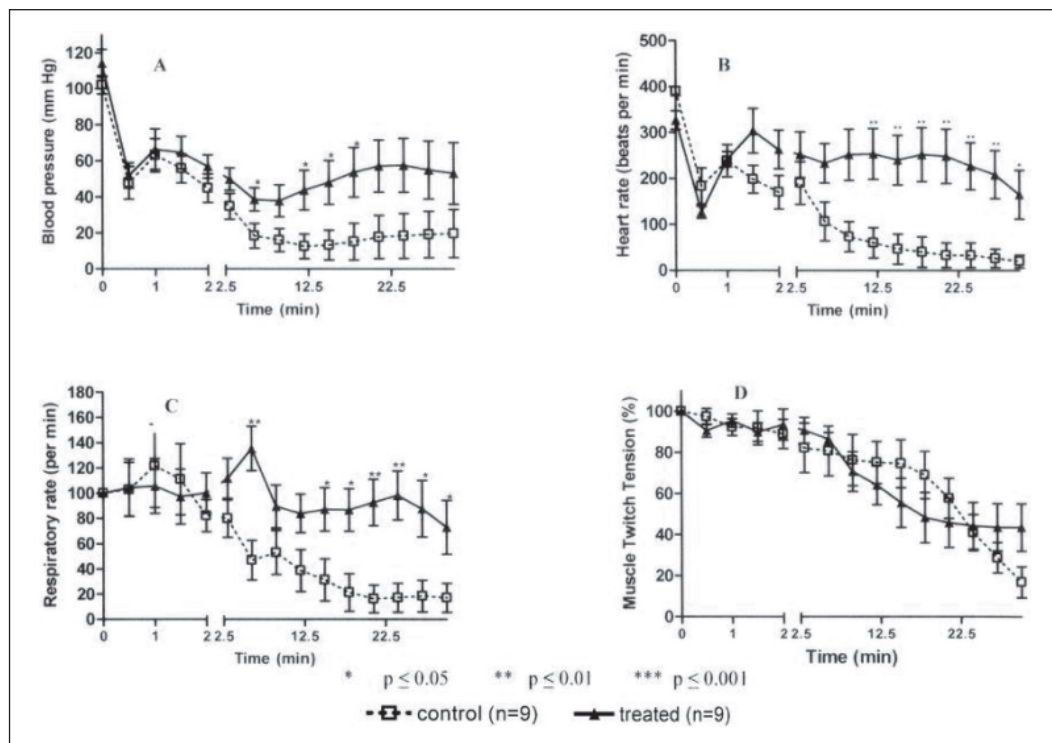 A
Blood pressure (mm Hg)
120
100
80
60
40
20
0
0 1 2 2.5 12.5 22.5
Time (min)
B
Heart rate (beats per min)
500
400
300
200
100
0
0 1 2 2.5 12.5 22.5
Time (min)
C
Respiratory rate (per min)
180
160
140
120
100
80
60
40
20
0
0 1 2 2.5 12.5 22.5
Time (min)
D
Muscle Twitch Tension (%)
100
80
60
40
20
0
0 1 2 2.5 12.5 22.5
Time (min)
* p ≤ 0.05 ** p ≤ 0.01 *** p ≤ 0.001
control (n=9) treated (n=9)